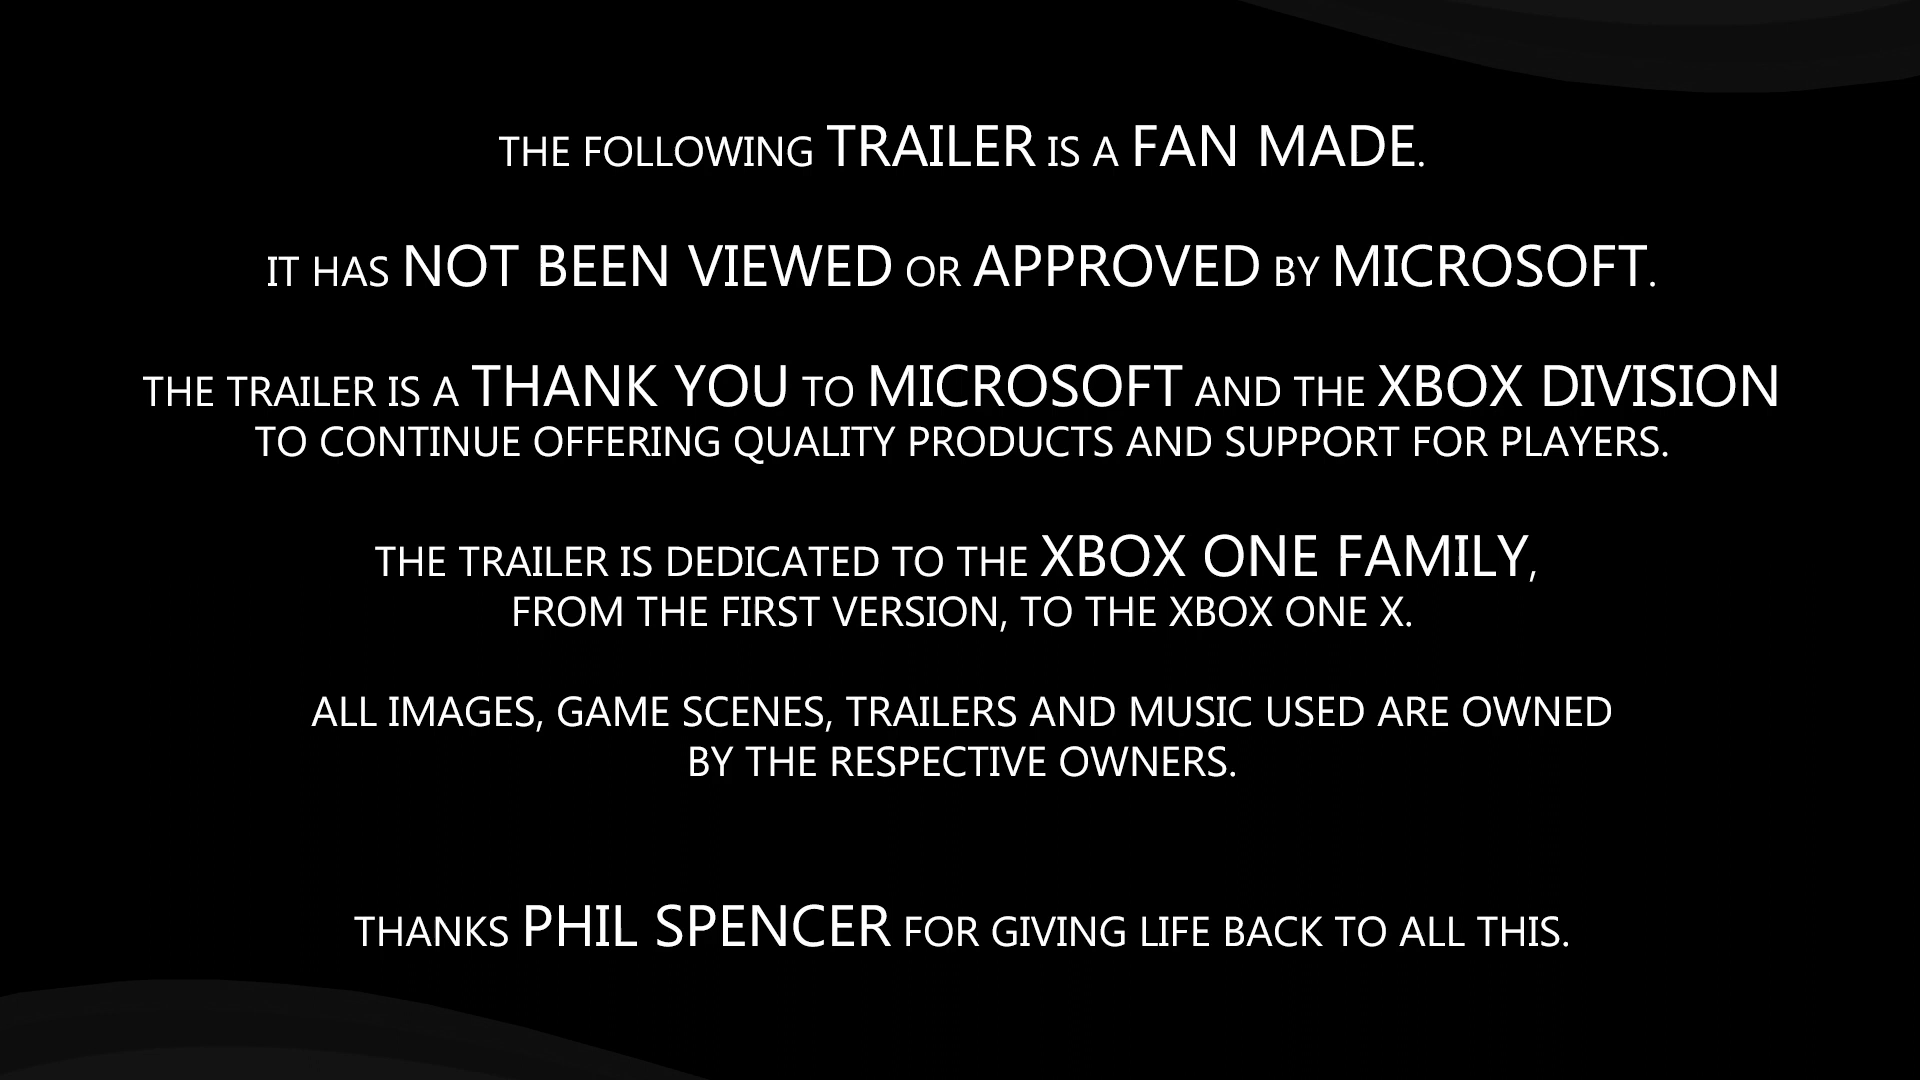 THE FOLLOWING TRAILER IS A FAN MADE.
IT HAS NOT BEEN VIEWED OR APPROVED BY MICROSOFT.
THE TRAILER IS A THANK YOU TO MICROSOFT AND THE XBOX DIVISION
TO CONTINUE OFFERING QUALITY PRODUCTS AND SUPPORT FOR PLAYERS.
THE TRAILER IS DEDICATED TO THE XBOX ONE FAMILY,
FROM THE FIRST VERSION, TO THE XBOX ONE X.
ALL IMAGES, GAME SCENES, TRAILERS AND MUSIC USED ARE OWNED
BY THE RESPECTIVE OWNERS.
THANKS PHIL SPENCER FOR GIVING LIFE BACK TO ALL THIS.